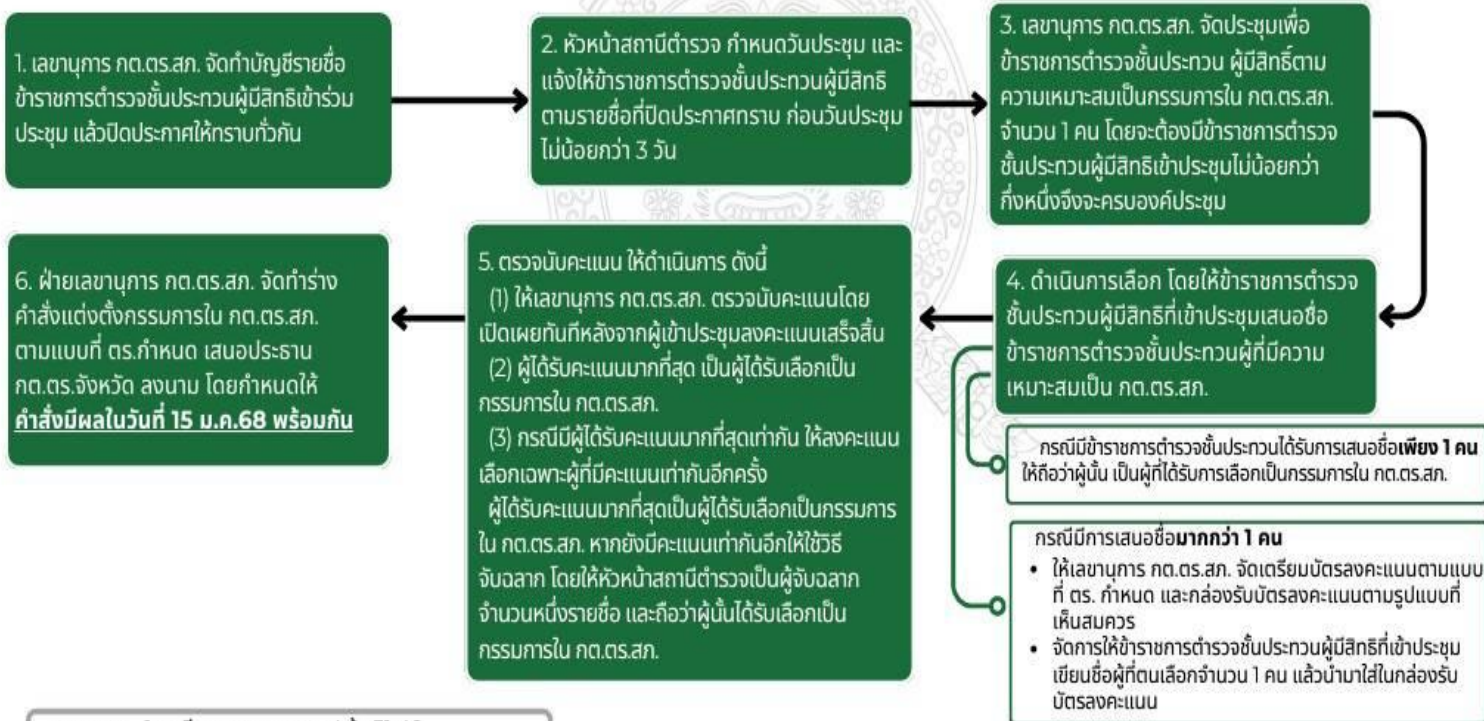 1. เลขานุการ กต.ตร.สภ. จัดทำบัญชีรายชื่อ
ข้าราชการตำรวจชั้นประทวนผู้มีสิทธิเข้าร่วม
ประชุม แล้วปิดประกาศให้ทราบทั่วกัน
2. หัวหน้าสถานีตำรวจ กำหนดวันประชุม และ
แจ้งให้ข้าราชการตำรวจชั้นประทวนผู้มีสิทธิ
ตามรายชื่อที่ปิดประกาศทราบ ก่อนวันประชุม
ไม่น้อยกว่า 3 วัน
3. เลขานุการ กต.ตร.สภ. จัดประชุมเพื่อ
ข้าราชการตำรวจชั้นประทวน ผู้มีสิทธิ์ตาม
ความเหมาะสมเป็นกรรมการใน กต.ตร.สภ.
จำนวน 1 คน โดยจะต้องมีข้าราชการตำรวจ
ชั้นประทวนผู้มีสิทธิเข้าประชุมไม่น้อยกว่า
กึ่งหนึ่งจึงจะครบองค์ประชุม
4. ดำเนินการเลือก โดยให้ข้าราชการตำรวจ
ชั้นประทวนผู้มีสิทธิที่เข้าประชุมเสนอชื่อ
ข้าราชการตำรวจชั้นประทวนผู้ที่มีความ
เหมาะสมเป็น กต.ตร.สภ.
กรณีมีข้าราชการตำรวจชั้นประทวนได้รับการเสนอชื่อเพียง 1 คน
ให้ถือว่าผู้นั้น เป็นผู้ที่ได้รับการเลือกเป็นกรรมการใน กต.ตร.สภ.
กรณีมีการเสนอชื่อมากกว่า 1 คน
• ให้เลขานุการ กต.ตร.สภ. จัดเตรียมบัตรลงคะแนนตามแบบ
ที่ ตร. กำหนด และกล่องรับบัตรลงคะแนนตามรูปแบบที่
เห็นสมควร
• จัดการให้ข้าราชการตำรวจชั้นประทวนผู้มีสิทธิที่เข้าประชุม
เขียนชื่อผู้ที่ตนเลือกจำนวน 1 คน แล้วนำมาใส่ในกล่องรับ
บัตรลงคะแนน
5. ตรวจนับคะแนน ให้ดำเนินการ ดังนี้
(1) ให้เลขานุการ กต.ตร.สภ. ตรวจนับคะแนนโดย
เปิดเผยทันทีหลังจากผู้เข้าประชุมลงคะแนนเสร็จสิ้น
(2) ผู้ได้รับคะแนนมากที่สุด เป็นผู้ได้รับเลือกเป็น
กรรมการใน กต.ตร.สภ.
(3) กรณีมีผู้ได้รับคะแนนมากที่สุดเท่ากัน ให้ลงคะแนน
เลือกเฉพาะผู้ที่มีคะแนนเท่ากันอีกครั้ง
ผู้ได้รับคะแนนมากที่สุดเป็นผู้ได้รับเลือกเป็นกรรมการ
ใน กต.ตร.สภ. หากยังมีคะแนนเท่ากันอีกให้ใช้วิธี
จับฉลาก โดยให้หัวหน้าสถานีตำรวจเป็นผู้จับฉลาก
จำนวนหนึ่งรายชื่อ และถือว่าผู้นั้นได้รับเลือกเป็น
กรรมการใน กต.ตร.สภ.
6. ฝ่ายเลขานุการ กต.ตร.สภ. จัดทำร่าง
คำสั่งแต่งตั้งกรรมการใน กต.ตร.สภ.
ตามแบบที่ ตร.กำหนด เสนอประธาน
กต.ตร.จังหวัด ลงนาม โดยกำหนดให้
คำสั่งมีผลในวันที่ 15 ม.ค.68 พร้อมกัน